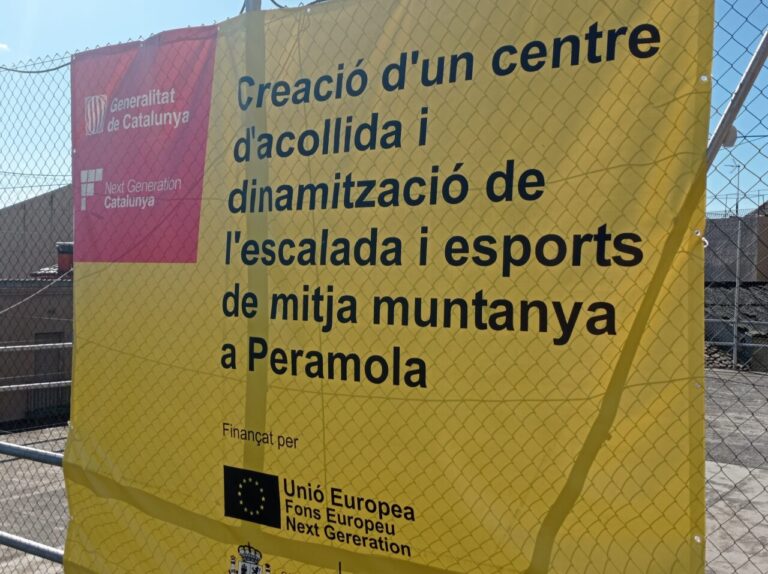 Generalitat
de Catalunya
Next Generation
Catalunya
Creació d'un centre
d'acollida i
dinamització de
l'escalada i esports
de mitja muntanya
a Peramola
Finançat per
Unió Europea
Fons Europeu
Next Gereration